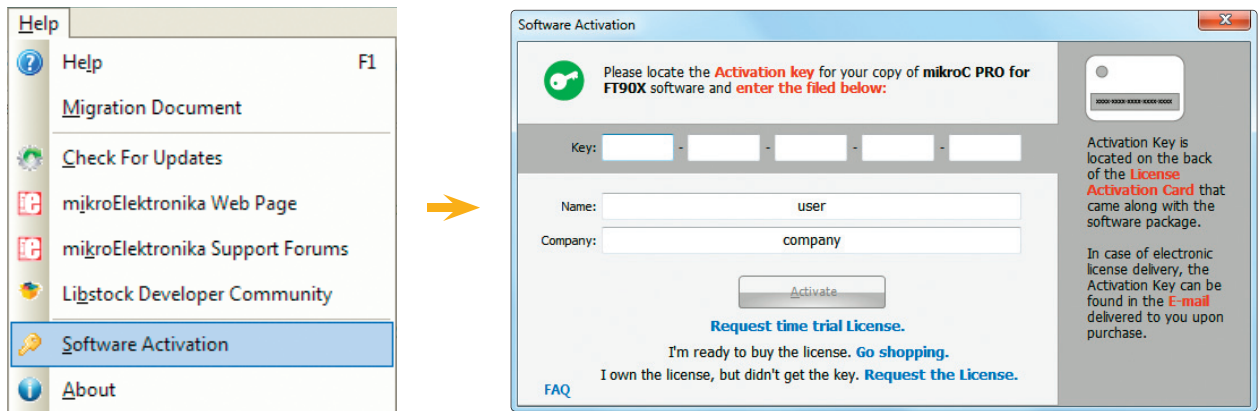 Help
Help F1
Migration Document
Check For Updates
mikroElektronika Web Page
mikroElektronika Support Forums
Libstock Developer Community
Software Activation
About
Software Activation
X
Please locate the Activation key for your copy of mikroC PRO for
FT90X software and enter the filed below:
Key: - - - -
Name: user
Company: company
Activate
Request time trial License.
I'm ready to buy the license. Go shopping.
I own the license, but didn't get the key. Request the License.
FAQ
xxxx-xxxx-xxxx-xxxx-xxxx
Activation Key is
located on the back
of the License
Activation Card that
came along with the
software package.
In case of electronic
license delivery, the
Activation Key can be
found in the E-mail
delivered to you upon
purchase.